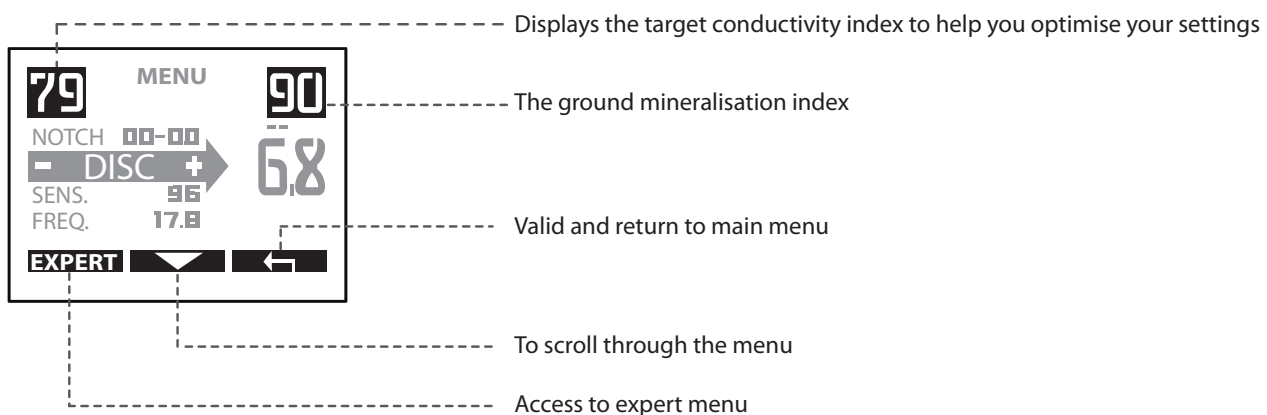 Displays the target conductivity index to help you optimise your settings
79 MENU 90
The ground mineralisation index
NOTCH 00-00
- DISC + 6,8
SENS. 96
FREQ. 17.8
Valid and return to main menu
EXPERT
To scroll through the menu
Access to expert menu